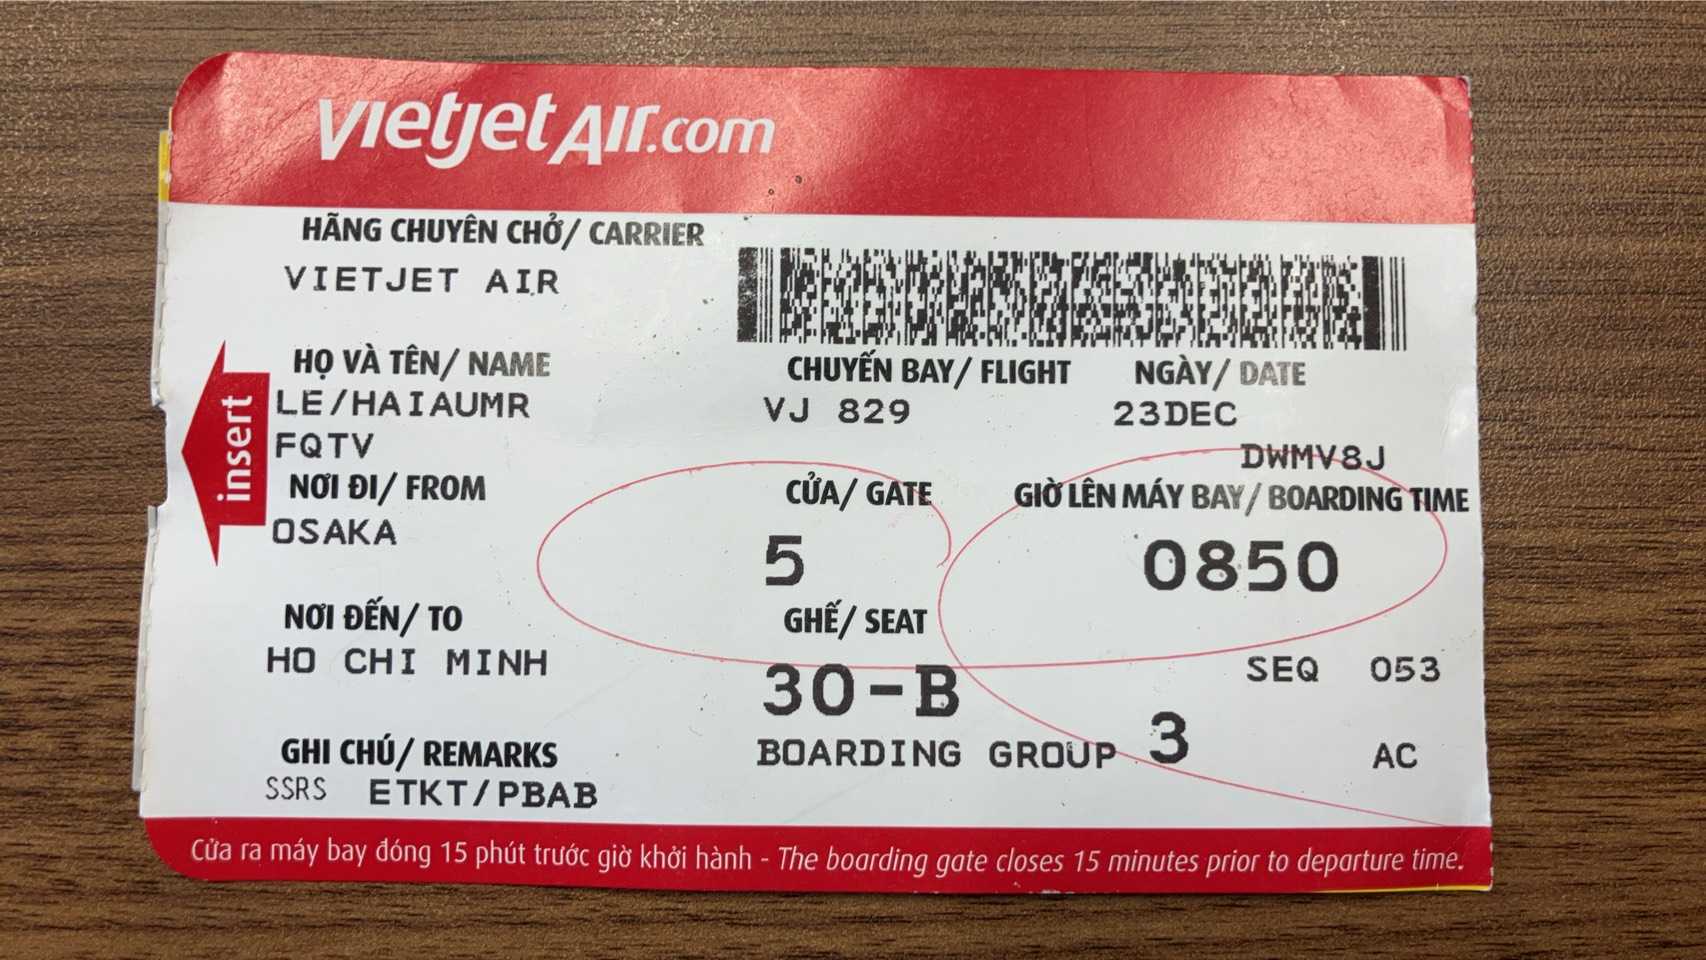 vietjet Air.com
HÃNG CHUYÊN CHỞ/ CARRIER
VIETJET AIR
HỌ VÀ TÊN/ NAME
LE/HAIAUMR
FQTV
CHUYẾN BAY/ FLIGHT
VJ 829
NGÀY/ DATE
23DEC
DWMV8J
insert
NƠI ĐI/ FROM
OSAKA
CỬA/ GATE
5
GIỜ LÊN MÁY BAY/ BOARDING TIME
0850
NƠI ĐẾN/ TO
HO CHI MINH
GHẾ/ SEAT
30-B
SEQ 053
GHI CHÚ/ REMARKS
SSRS ETKT/PBAB
BOARDING GROUP 3
AC
Cửa ra máy bay đóng 15 phút trước giờ khởi hành - The boarding gate closes 15 minutes prior to departure time.